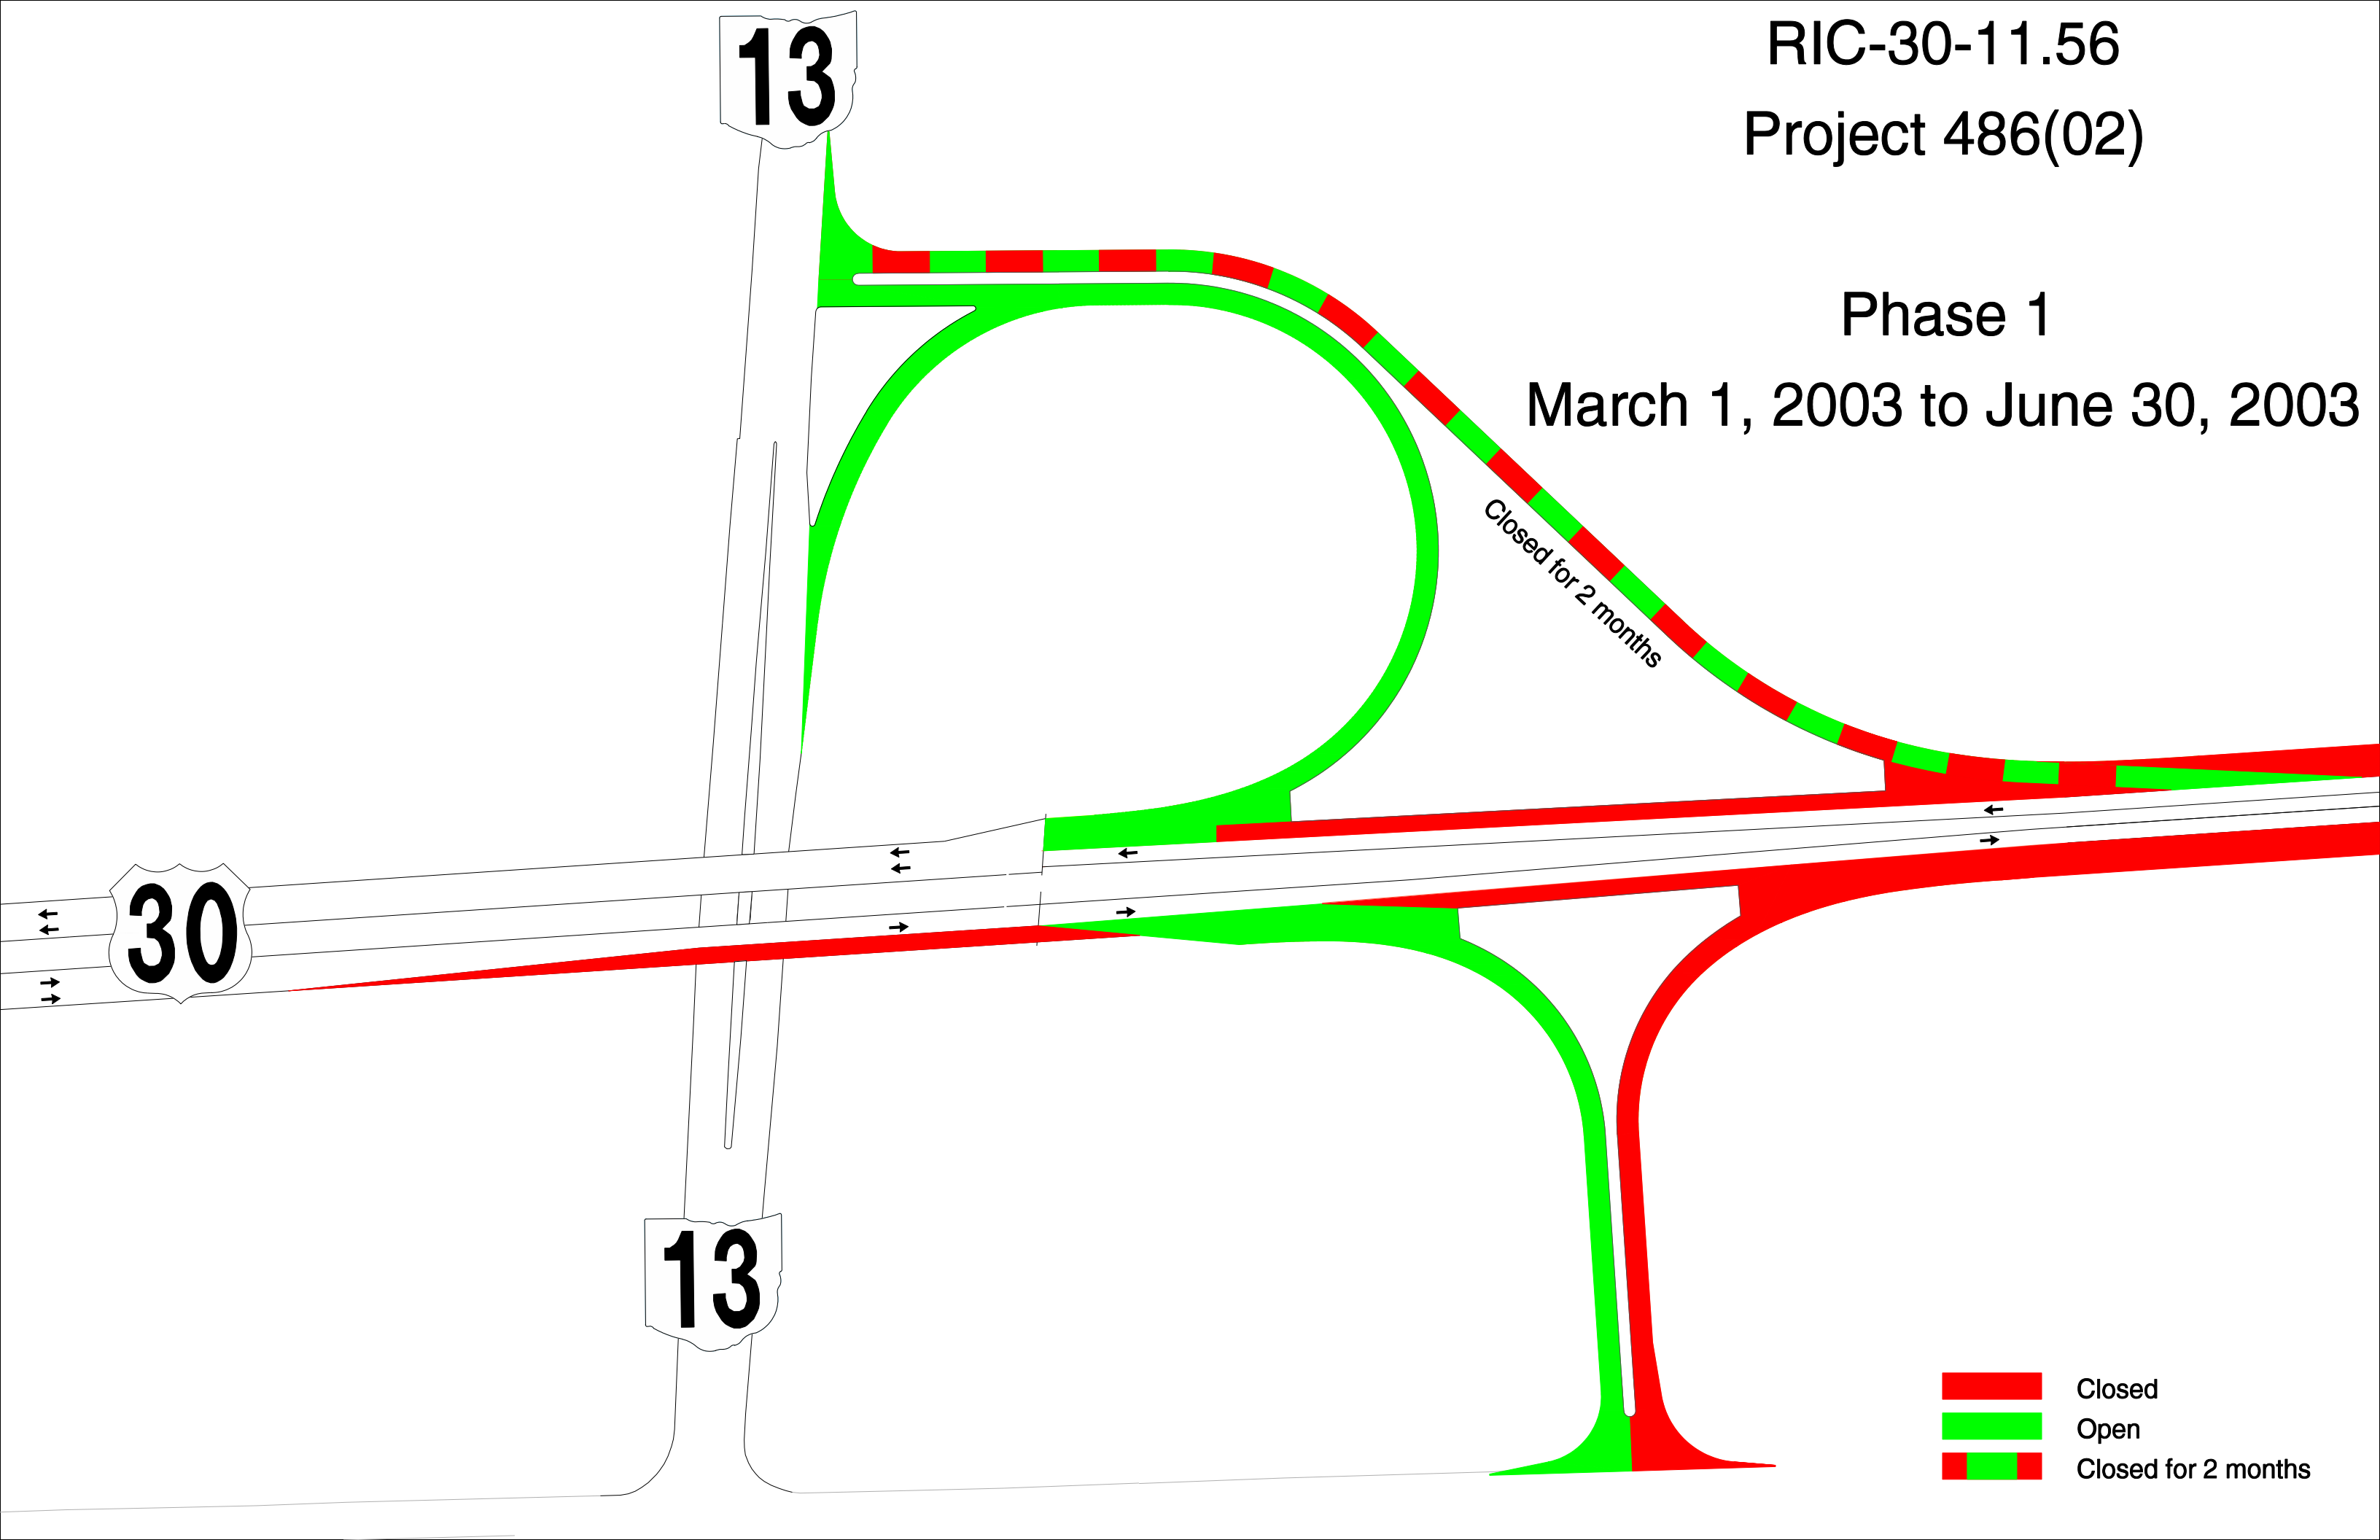 13
RIC-30-11.56
Project 486(02)
Phase 1
March 1, 2003 to June 30, 2003
Closed for 2 months
30
13
Closed
Open
Closed for 2 months